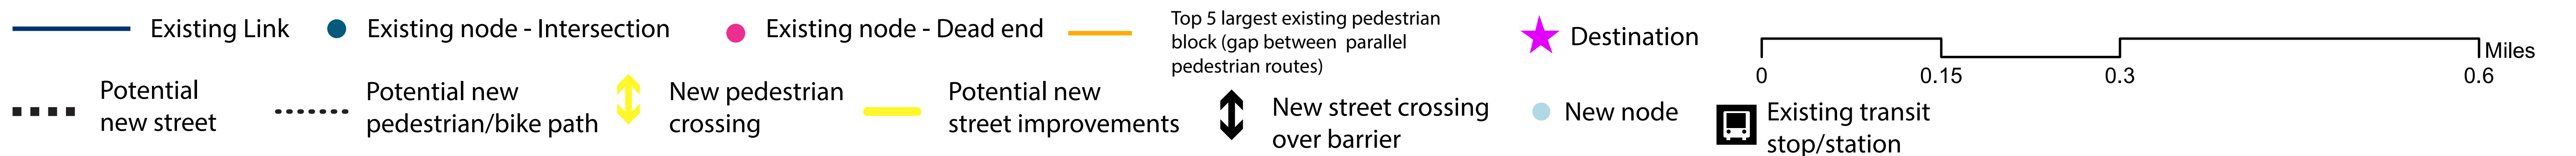 Existing Link
Existing node - Intersection
Existing node - Dead end
Top 5 largest existing pedestrian
block (gap between parallel
pedestrian routes)
Destination
Miles
0 0.15 0.3 0.6
Potential
new street
Potential new
pedestrian/bike path
New pedestrian
crossing
Potential new
street improvements
New street crossing
over barrier
New node
Existing transit
stop/station